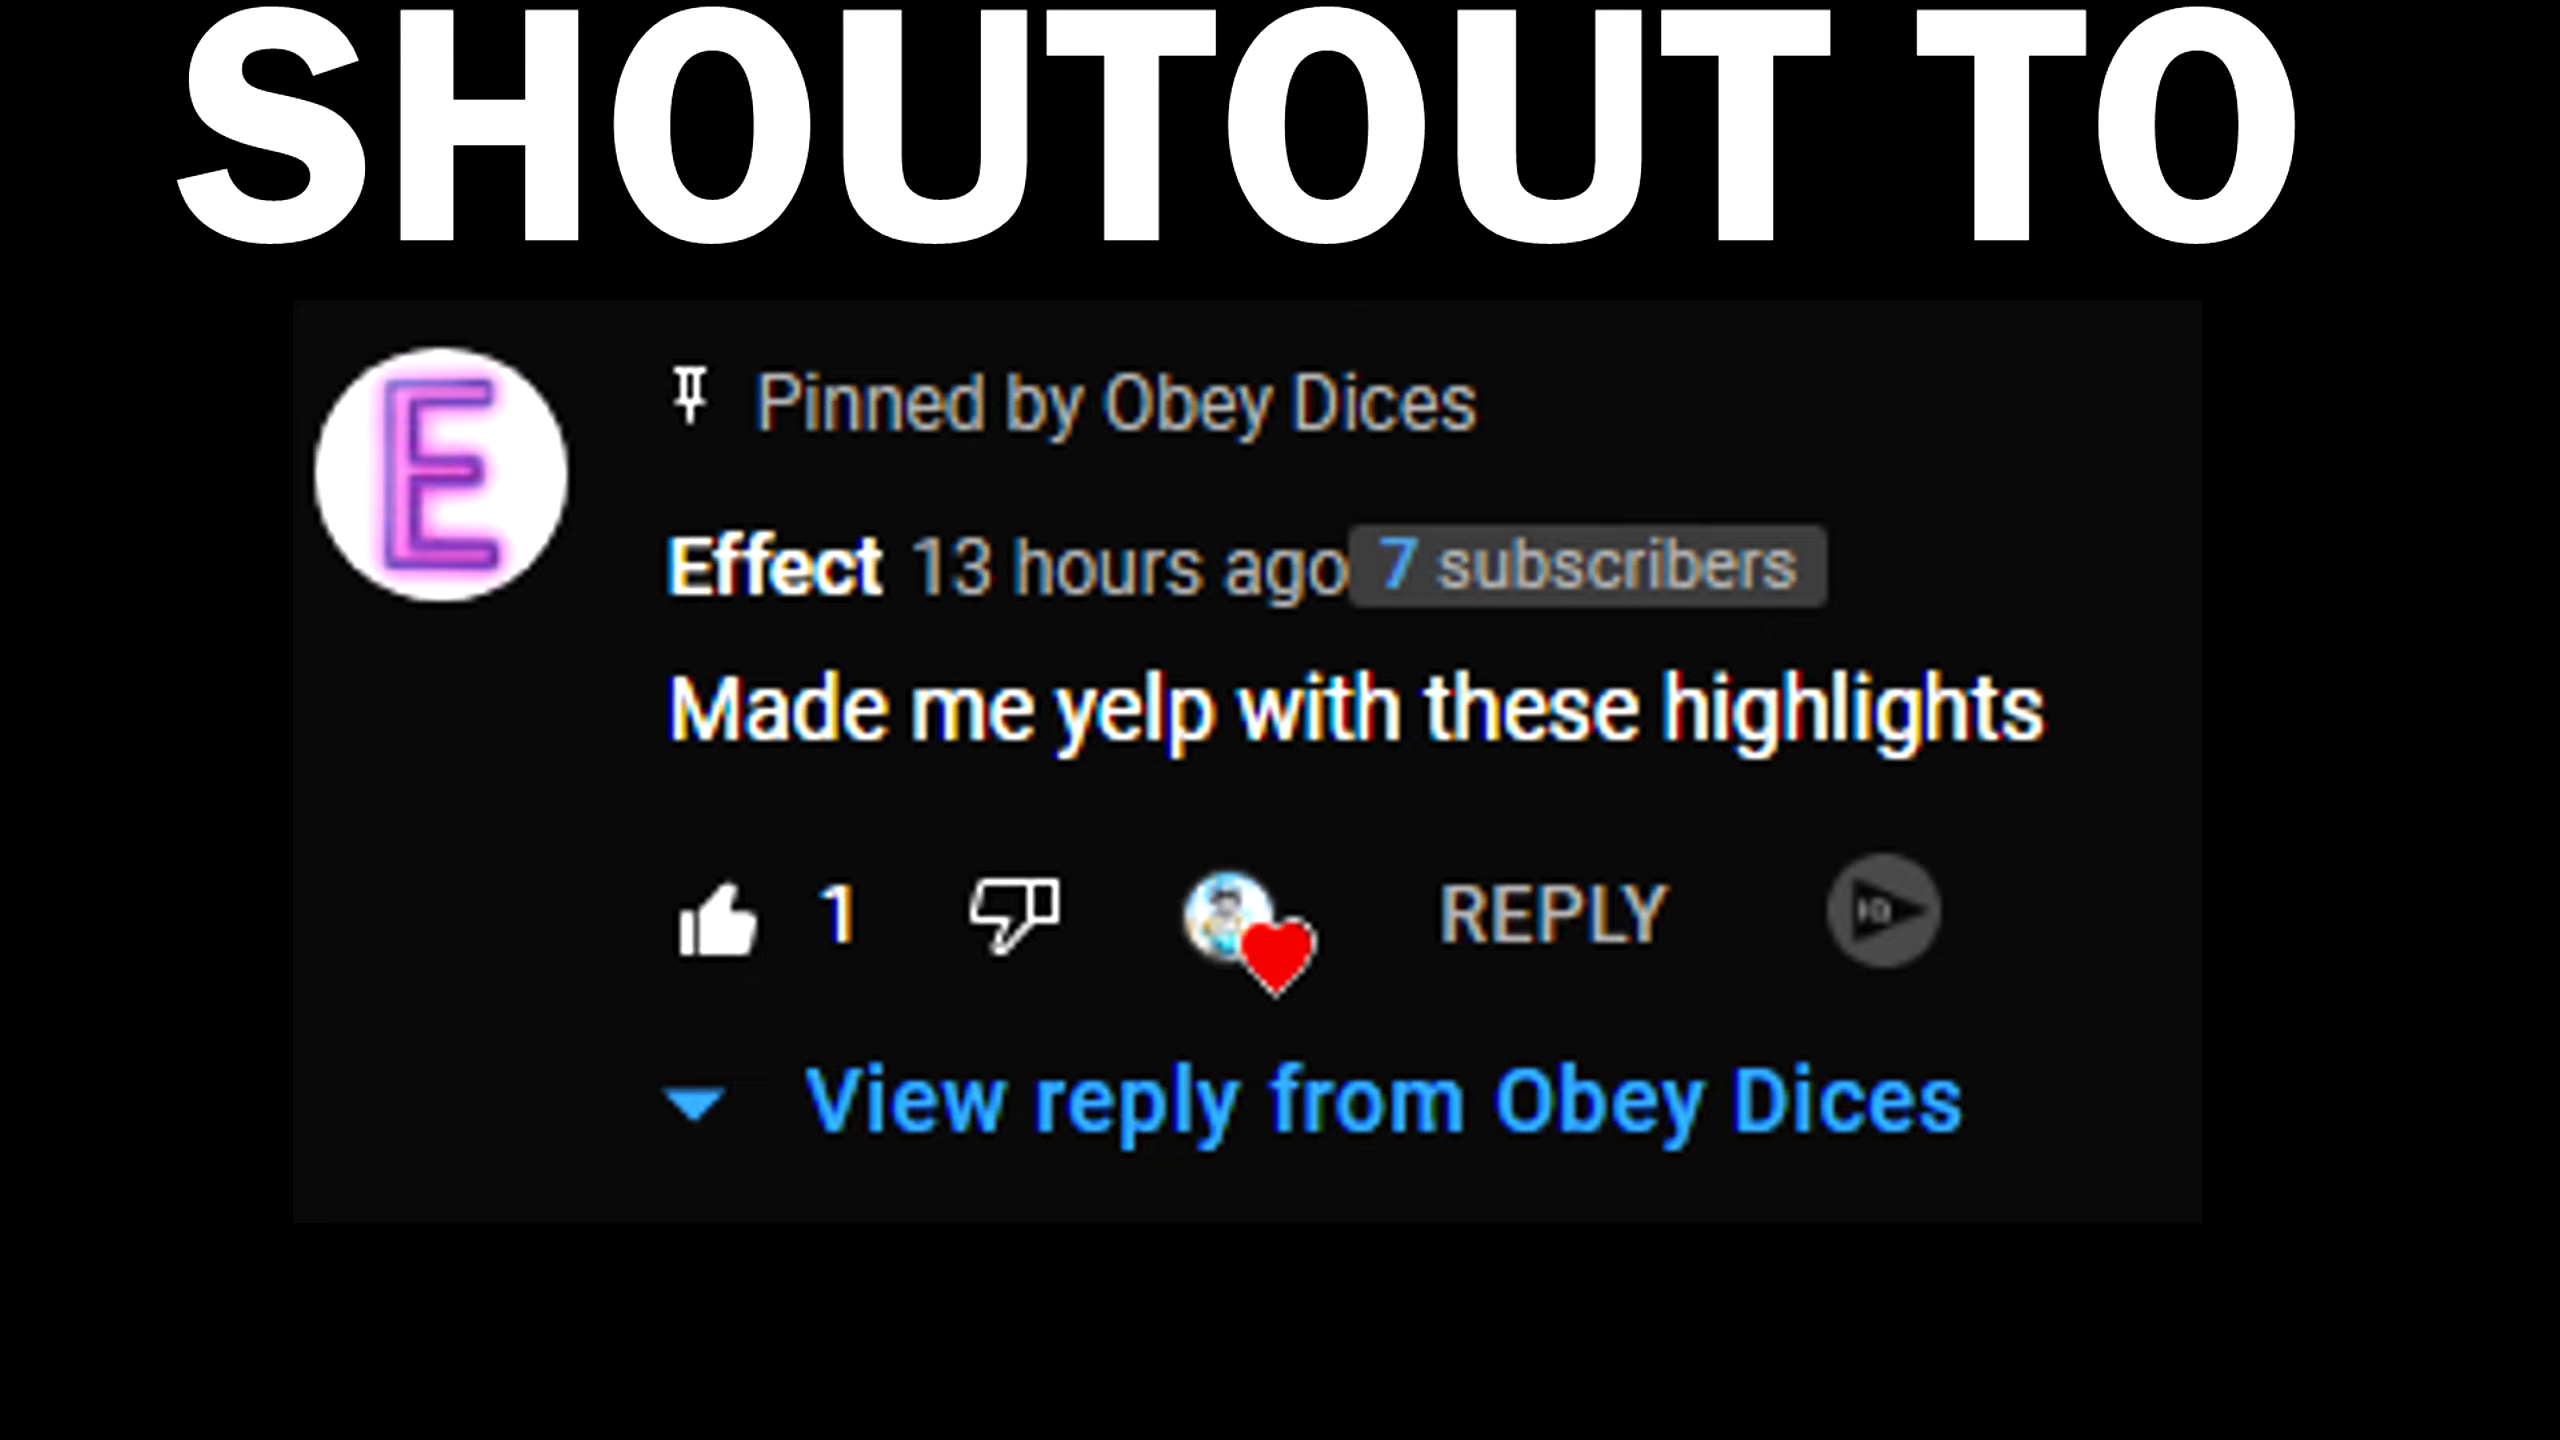 SHOUTOUT TO
E
Pinned by Obey Dices
Effect 13 hours ago 7 subscribers
Made me yelp with these highlights
1 REPLY
View reply from Obey Dices